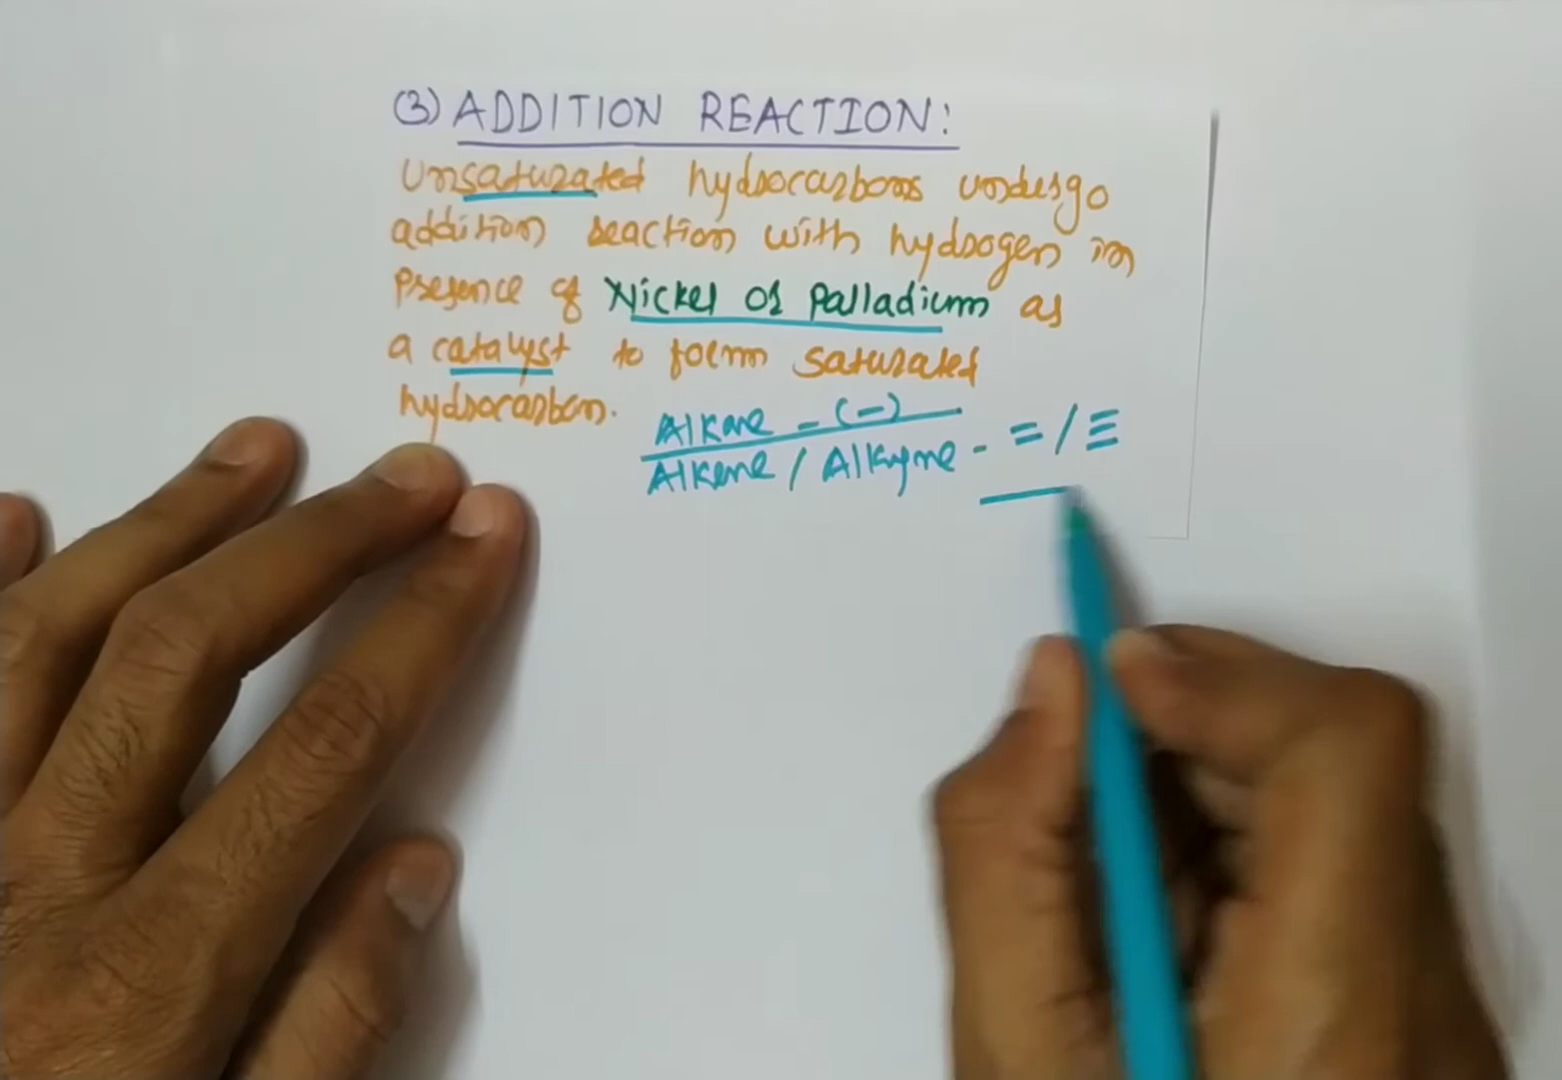 (3) ADDITION REACTION:
Unsaturated hydrocarbons undergo
addition reaction with hydrogen in
Presence of Nickel or Palladium as
a catalyst to form saturated
hydrocarbon.
Alkane - (-)
Alkene / Alkyne - = / ≡